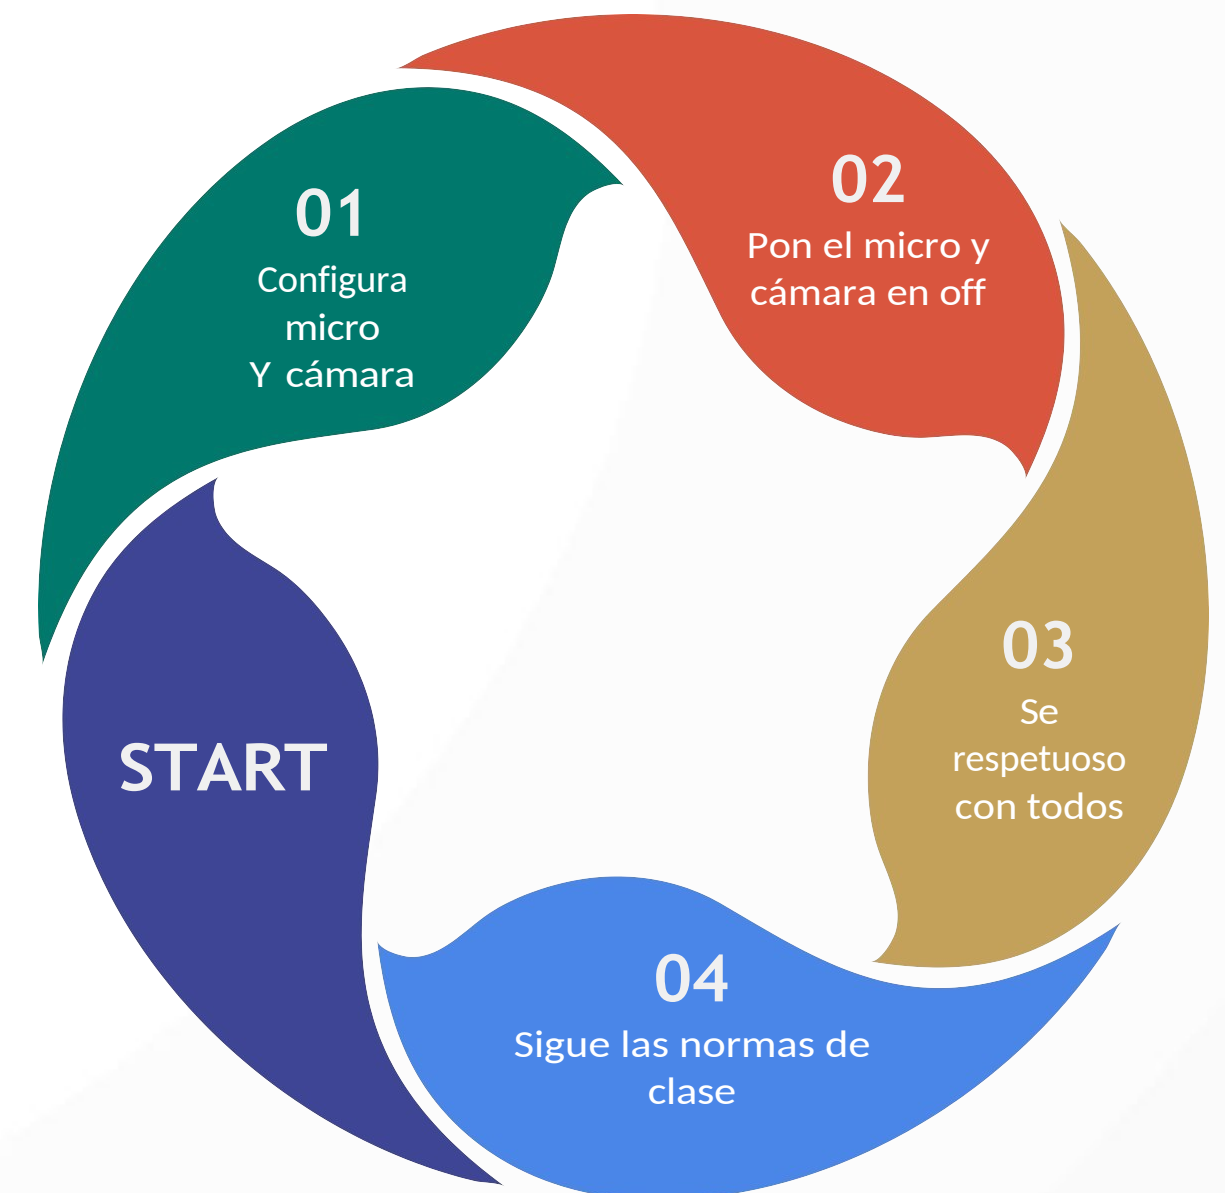 START
01
Configura
micro
Y cámara
02
Pon el micro y
cámara en off
03
Se
respetuoso
con todos
04
Sigue las normas de
clase